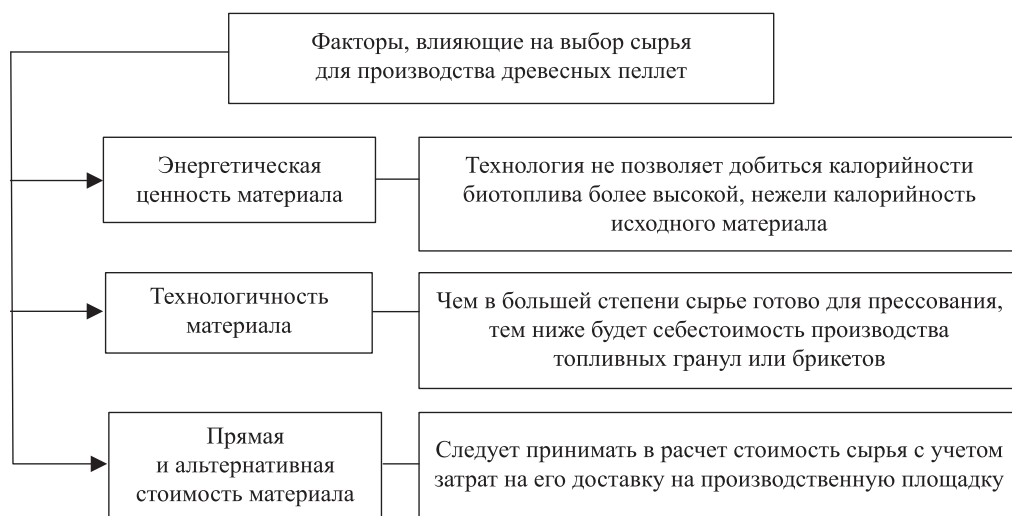 Факторы, влияющие на выбор сырья
для производства древесных пеллет
Энергетическая
ценность материала
Технология не позволяет добиться калорийности
биотоплива более высокой, нежели калорийность
исходного материала
Технологичность
материала
Чем в большей степени сырье готово для прессования,
тем ниже будет себестоимость производства
топливных гранул или брикетов
Прямая
и альтернативная
стоимость материала
Следует принимать в расчет стоимость сырья с учетом
затрат на его доставку на производственную площадку